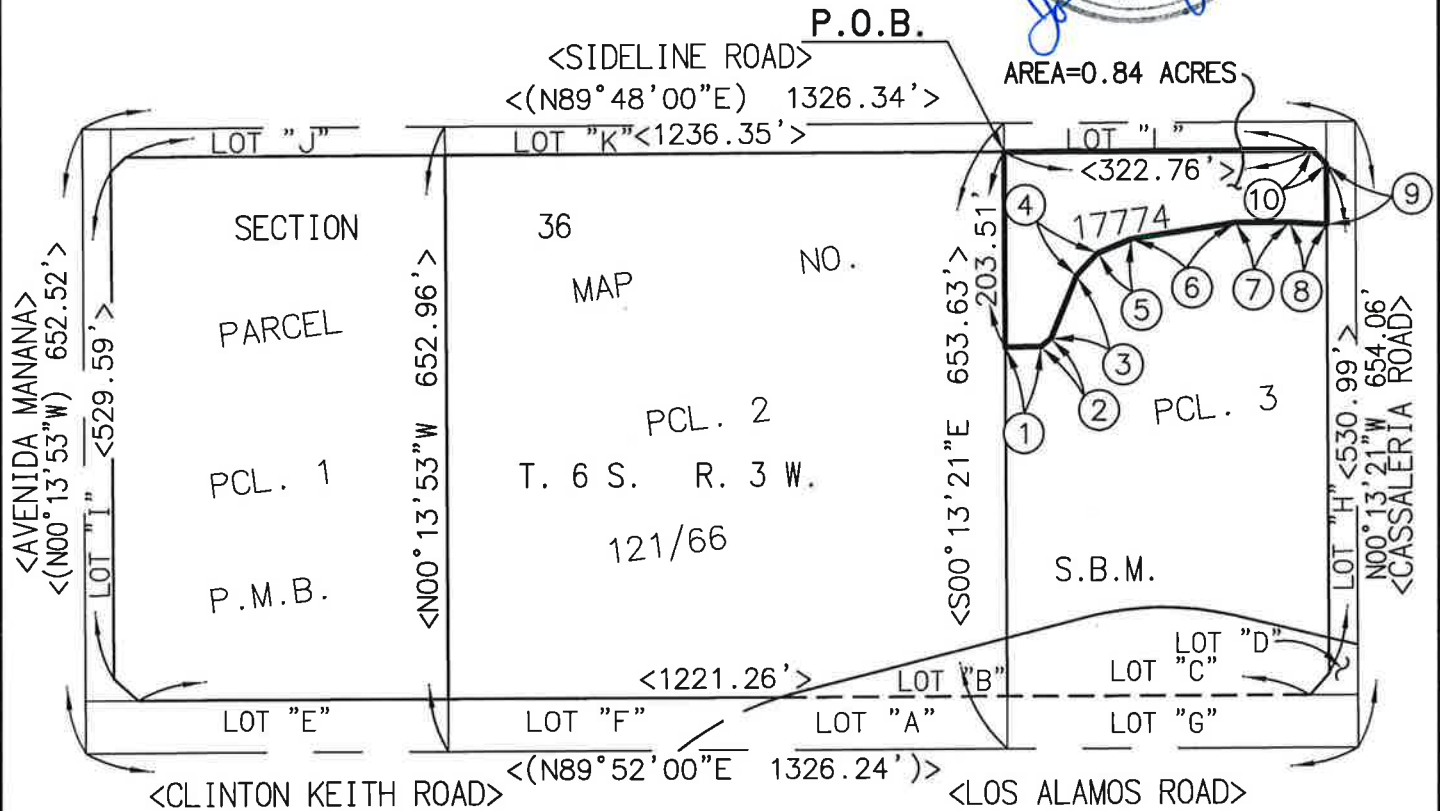 P.O.B.
<SIDELINE ROAD>
AREA=0.84 ACRES
<(N89°48'00"E) 1326.34'>
LOT "J"
LOT "K"
<1236.35'>
LOT "L"
<322.76'>
10
9
4
17774
SECTION 36
MAP NO.
203.51'
5
6
7
8
<AVENIDA MANANA>
<(N00°13'53"W) 652.52'>
<529.59'>
PARCEL
<N00°13'53"W 652.96'>
<S00°13'21"E 653.63'>
3
2
1
PCL. 2
PCL. 3
LOT "H" <530.99'>
N00°13'21"W 654.06'
<CASSALERIA ROAD>
PCL. 1
T. 6 S. R. 3 W.
LOT "I"
121/66
P.M.B.
S.B.M.
LOT "D"
LOT "C"
<1221.26'>
LOT "B"
LOT "E"
LOT "F"
LOT "A"
LOT "G"
<(N89°52'00"E 1326.24')>
<CLINTON KEITH ROAD>
<LOS ALAMOS ROAD>